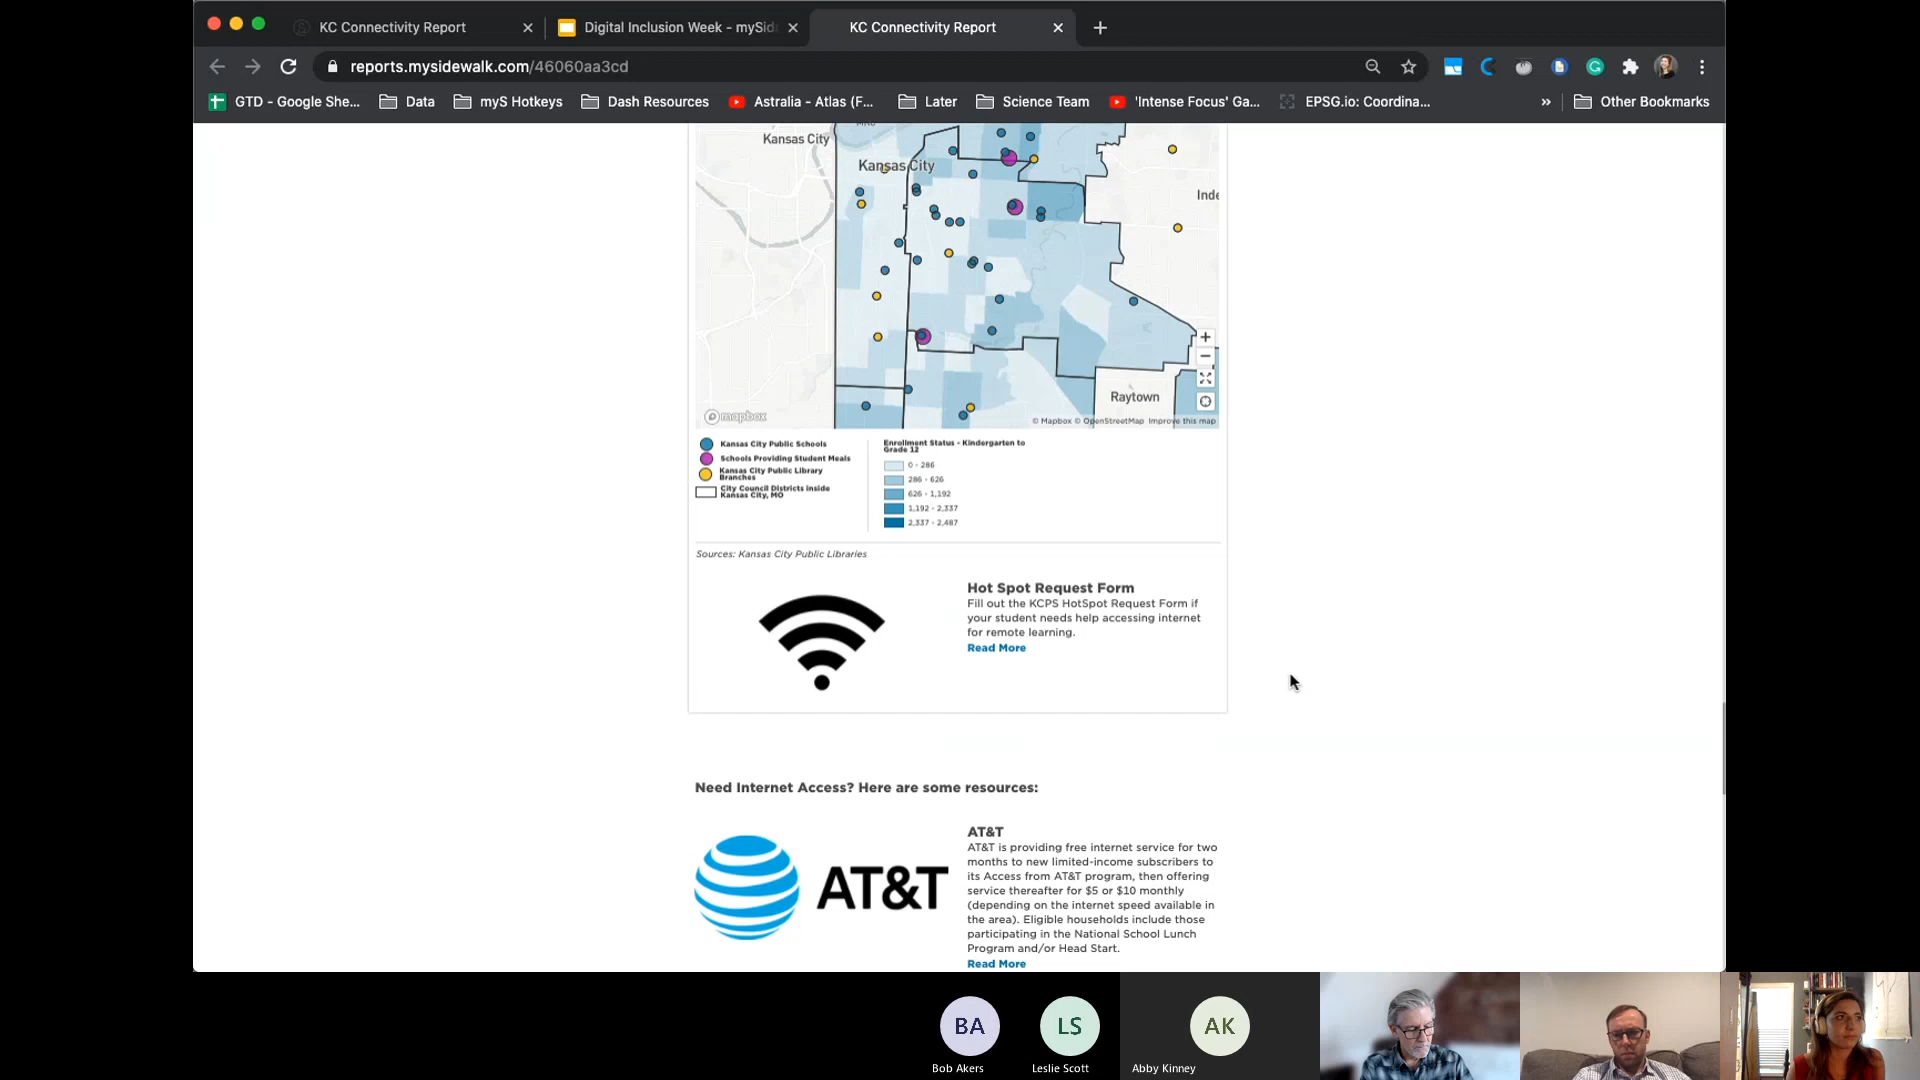 KC Connectivity Report
Digital Inclusion Week - mySid
KC Connectivity Report
reports.mysidewalk.com/46060aa3cd
GTD - Google She...
Data
myS Hotkeys
Dash Resources
Astralia - Atlas (F...
Later
Science Team
'Intense Focus' Ga...
EPSG.io: Coordina...
»
Other Bookmarks
Kansas City
Kansas City
Inde
Raytown
mapbox
© Mapbox © OpenStreetMap Improve this map
Kansas City Public Schools
Schools Providing Student Meals
Kansas City Public Library
Branches
City Council Districts inside
Kansas City, MO
Enrollment Status - Kindergarten to
Grade 12
0 - 286
286 - 626
626 - 1,192
1,192 - 2,337
2,337 - 2,487
Sources: Kansas City Public Libraries
Hot Spot Request Form
Fill out the KCPS HotSpot Request Form if
your student needs help accessing internet
for remote learning.
Read More
Need Internet Access? Here are some resources:
AT&T
AT&T
AT&T is providing free internet service for two
months to new limited-income subscribers to
its Access from AT&T program, then offering
service thereafter for $5 or $10 monthly
(depending on the internet speed available in
the area). Eligible households include those
participating in the National School Lunch
Program and/or Head Start.
Read More
BA
LS
AK
Bob Akers
Leslie Scott
Abby Kinney